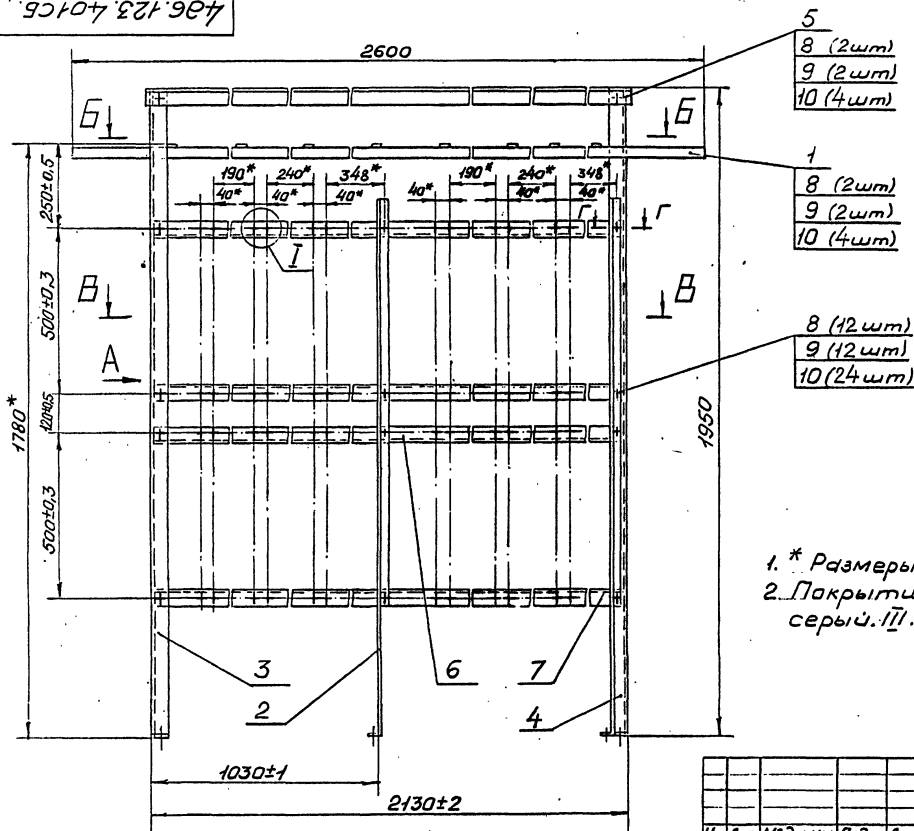 4д6.123.401СБ.
2600
5
8 (2шт)
9 (2шт)
10 (4шт)
Б
Б
1
8 (2шт)
9 (2шт)
10 (4шт)
190*
240*
348*
190*
240*
348*
40*
40*
40*
40*
40*
40*
Г
Г
I
250±0,5
500±0,3
120±0,5
500±0,3
1780*
1950
В
В
А
8 (12шт)
9 (12шт)
10 (24шт)
1. * Размеры
2. Покрыти
серый. III.
3
2
6
7
4
1030±1
2130±2